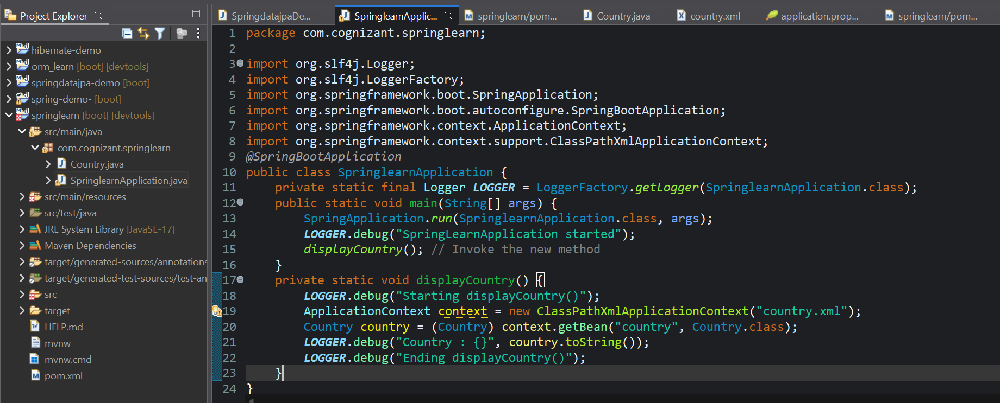 Project Explorer
hibernate-demo
orm_learn [boot] [devtools]
springdatajpa-demo [boot]
spring-demo- [boot]
springlearn [boot] [devtools]
src/main/java
com.cognizant.springlearn
Country.java
SpringlearnApplication.java
src/main/resources
src/test/java
JRE System Library [JavaSE-17]
Maven Dependencies
target/generated-sources/annotations
target/generated-test-sources/test-an
src
target
HELP.md
mvnw
mvnw.cmd
pom.xml
SpringdatajpaDe... SpringlearnApplic... springlearn/pom... Country.java country.xml application.prop... springlearn/pom...
1 package com.cognizant.springlearn;
2
3 import org.slf4j.Logger;
4 import org.slf4j.LoggerFactory;
5 import org.springframework.boot.SpringApplication;
6 import org.springframework.boot.autoconfigure.SpringBootApplication;
7 import org.springframework.context.ApplicationContext;
8 import org.springframework.context.support.ClassPathXmlApplicationContext;
9 @SpringBootApplication
10 public class SpringlearnApplication {
11 private static final Logger LOGGER = LoggerFactory.getLogger(SpringlearnApplication.class);
12 public static void main(String[] args) {
13 SpringApplication.run(SpringlearnApplication.class, args);
14 LOGGER.debug("SpringLearnApplication started");
15 displayCountry(); // Invoke the new method
16 }
17 private static void displayCountry() {
18 LOGGER.debug("Starting displayCountry()");
19 ApplicationContext context = new ClassPathXmlApplicationContext("country.xml");
20 Country country = (Country) context.getBean("country", Country.class);
21 LOGGER.debug("Country : {}", country.toString());
22 LOGGER.debug("Ending displayCountry()");
23 }
24 }